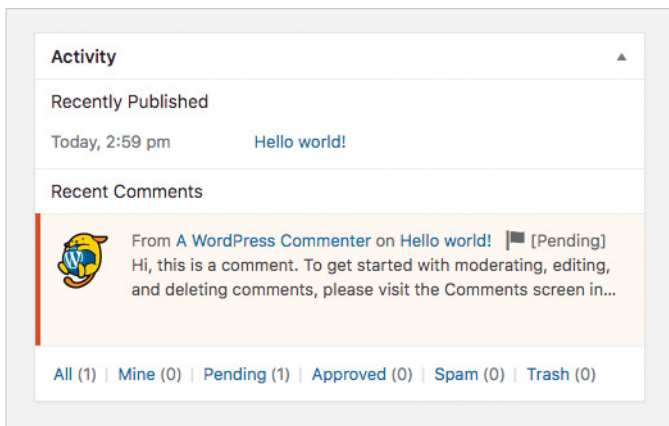 Activity
Recently Published
Today, 2:59 pm Hello world!
Recent Comments
From A WordPress Commenter on Hello world! [Pending]
Hi, this is a comment. To get started with moderating, editing,
and deleting comments, please visit the Comments screen in...
All (1) | Mine (0) | Pending (1) | Approved (0) | Spam (0) | Trash (0)